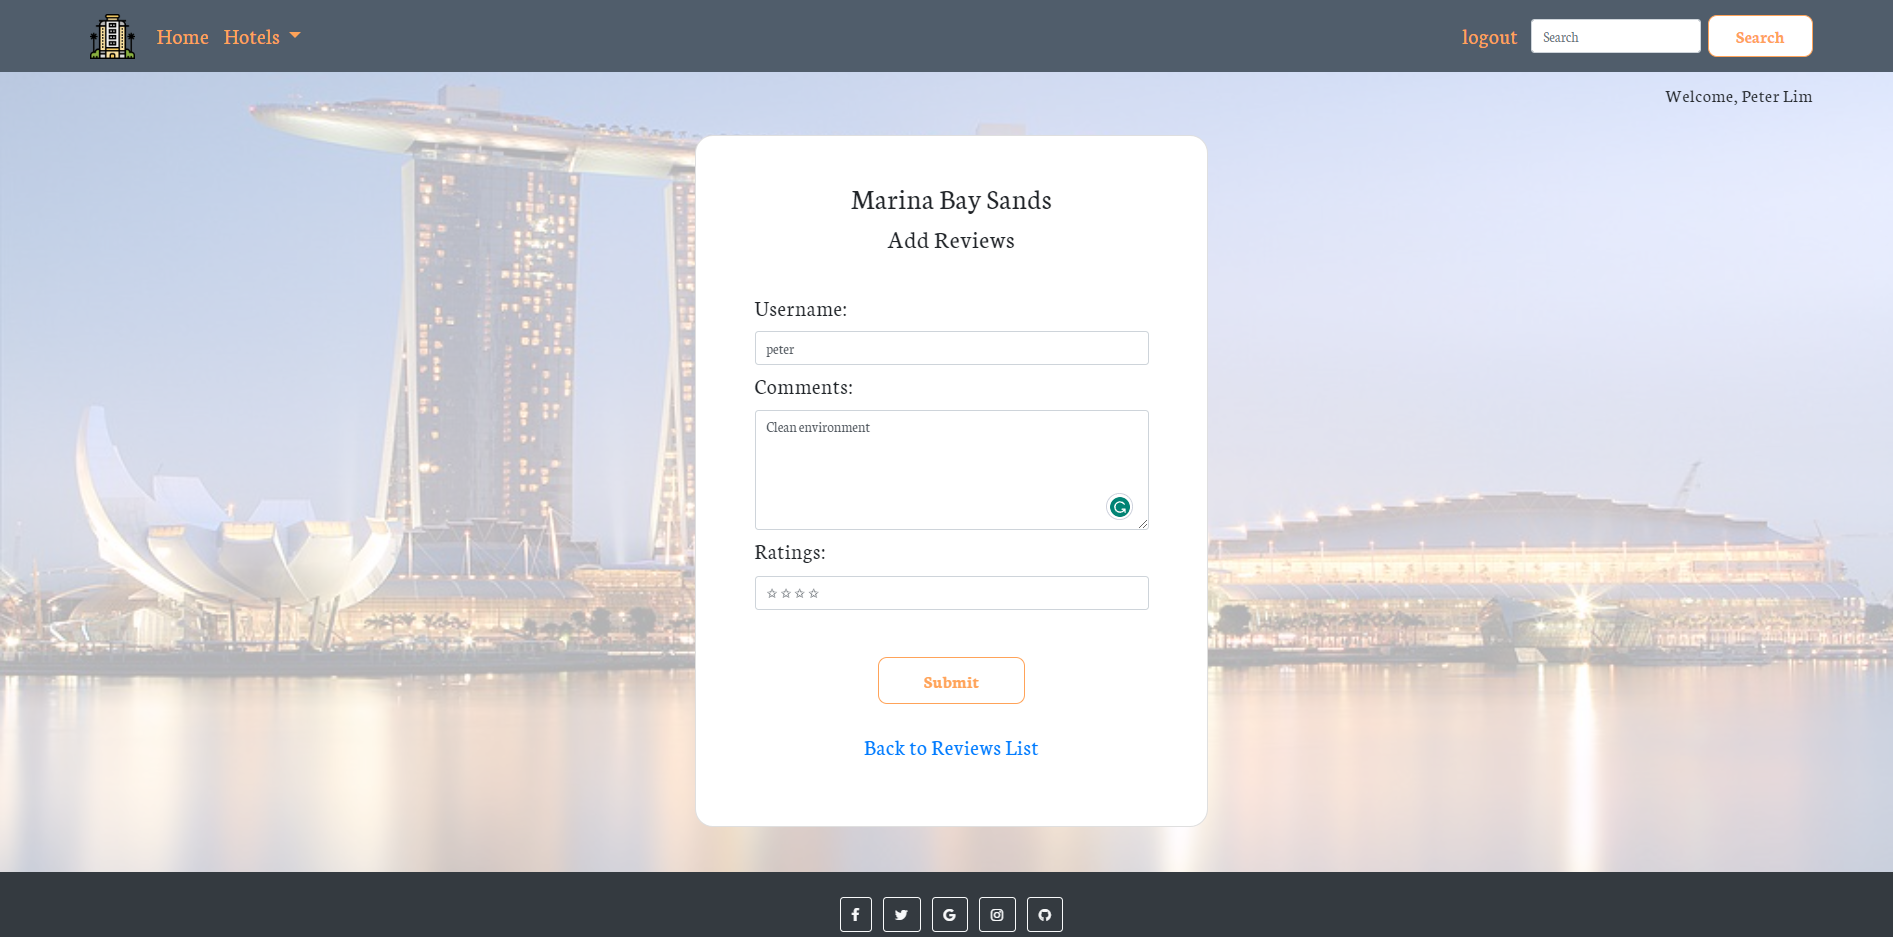 Home Hotels logout Search Search
Welcome, Peter Lim
Marina Bay Sands
Add Reviews
Username:
peter
Comments:
Clean environment
Ratings:
☆ ☆ ☆ ☆
Submit
Back to Reviews List